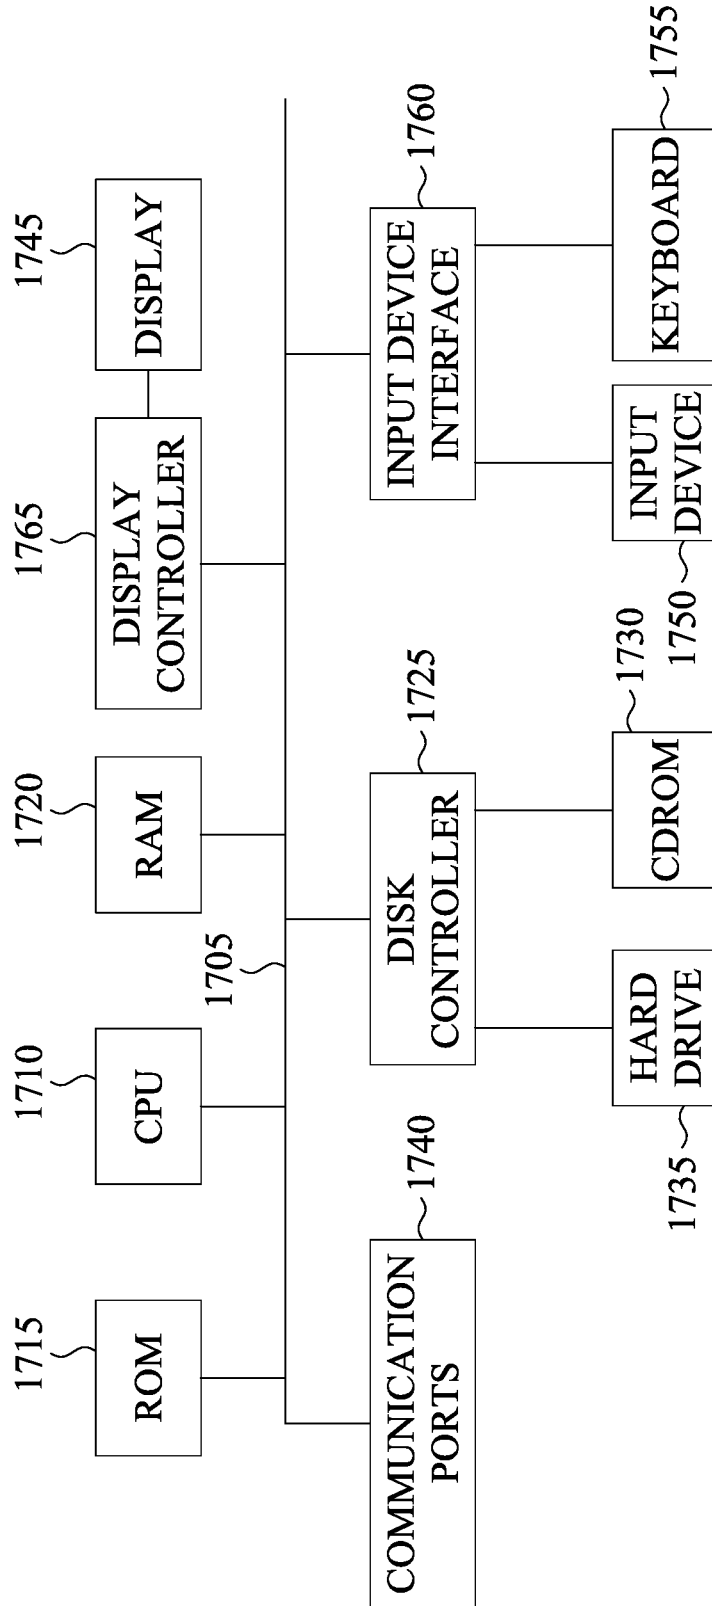 1715
ROM
1710
CPU
1720
RAM
1765
DISPLAY
CONTROLLER
1745
DISPLAY
1705
COMMUNICATION
PORTS
1740
DISK
CONTROLLER
1725
INPUT DEVICE
INTERFACE
1760
HARD
DRIVE
1735
CDROM
1730
INPUT
DEVICE
1750
KEYBOARD
1755